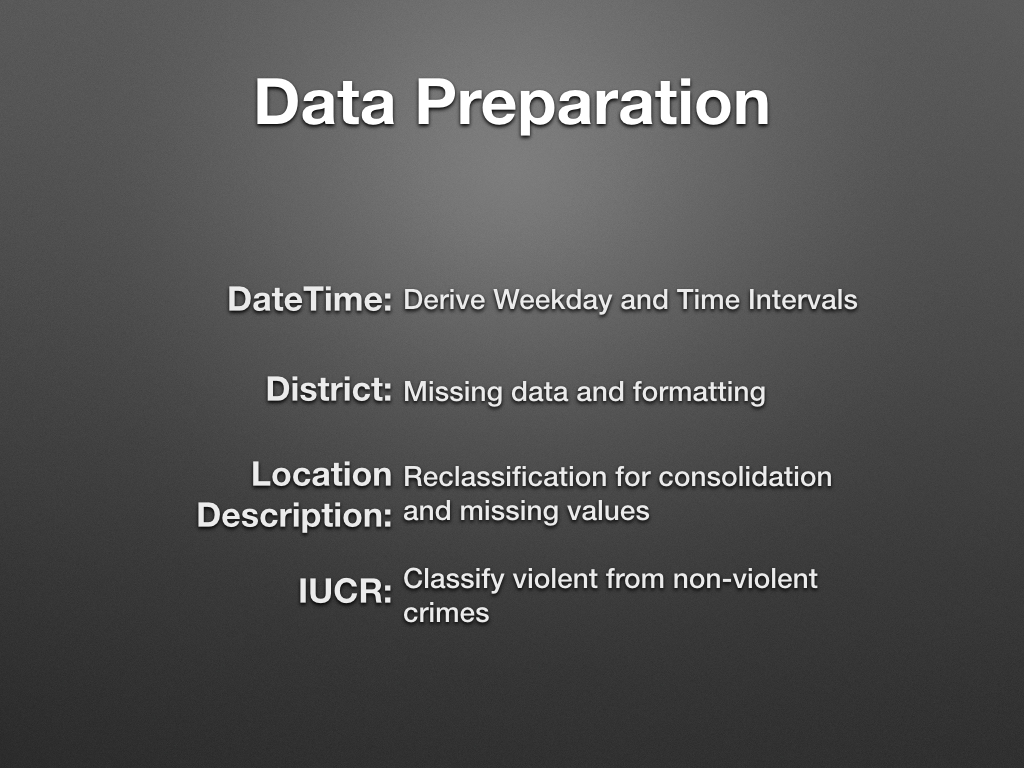 Data Preparation
DateTime: Derive Weekday and Time Intervals
District: Missing data and formatting
Location Description: Reclassification for consolidation
and missing values
IUCR: Classify violent from non-violent
crimes